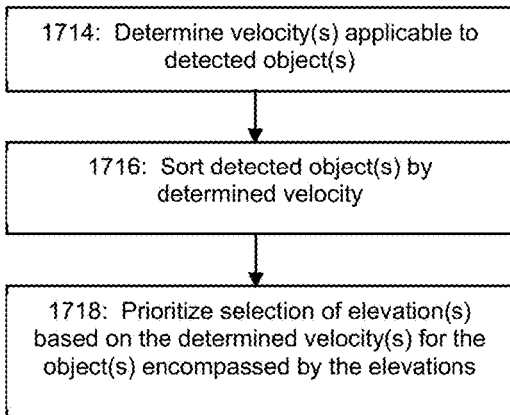 1714: Determine velocity(s) applicable to
detected object(s)
1716: Sort detected object(s) by
determined velocity
1718: Prioritize selection of elevation(s)
based on the determined velocity(s) for the
object(s) encompassed by the elevations